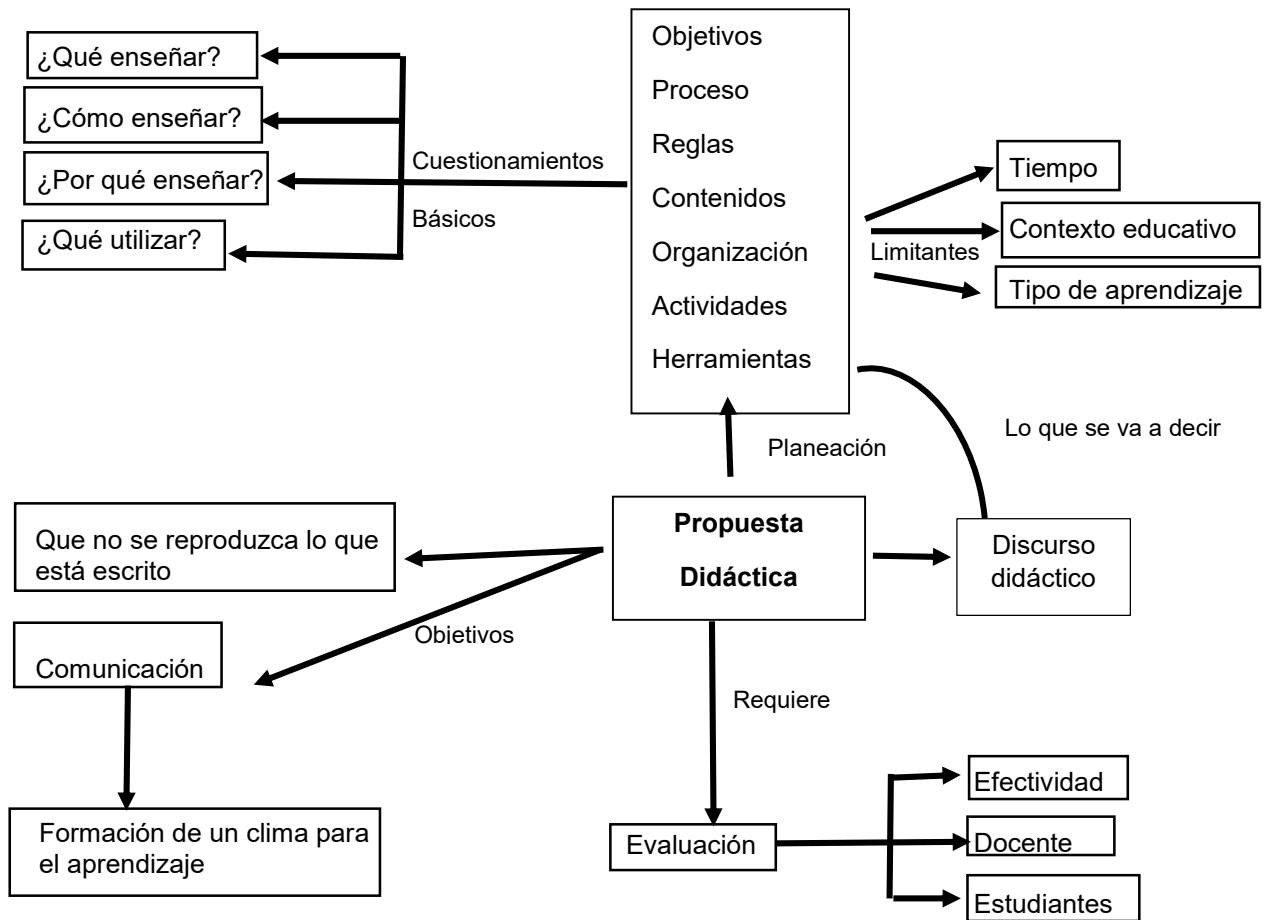 ¿Qué enseñar?
¿Cómo enseñar?
¿Por qué enseñar?
¿Qué utilizar?
Cuestionamientos
Básicos
Objetivos
Proceso
Reglas
Contenidos
Organización
Actividades
Herramientas
Limitantes
Tiempo
Contexto educativo
Tipo de aprendizaje
Planeación
Lo que se va a decir
Propuesta
Didáctica
Discurso
didáctico
Que no se reproduzca lo que
está escrito
Objetivos
Comunicación
Formación de un clima para
el aprendizaje
Requiere
Evaluación
Efectividad
Docente
Estudiantes